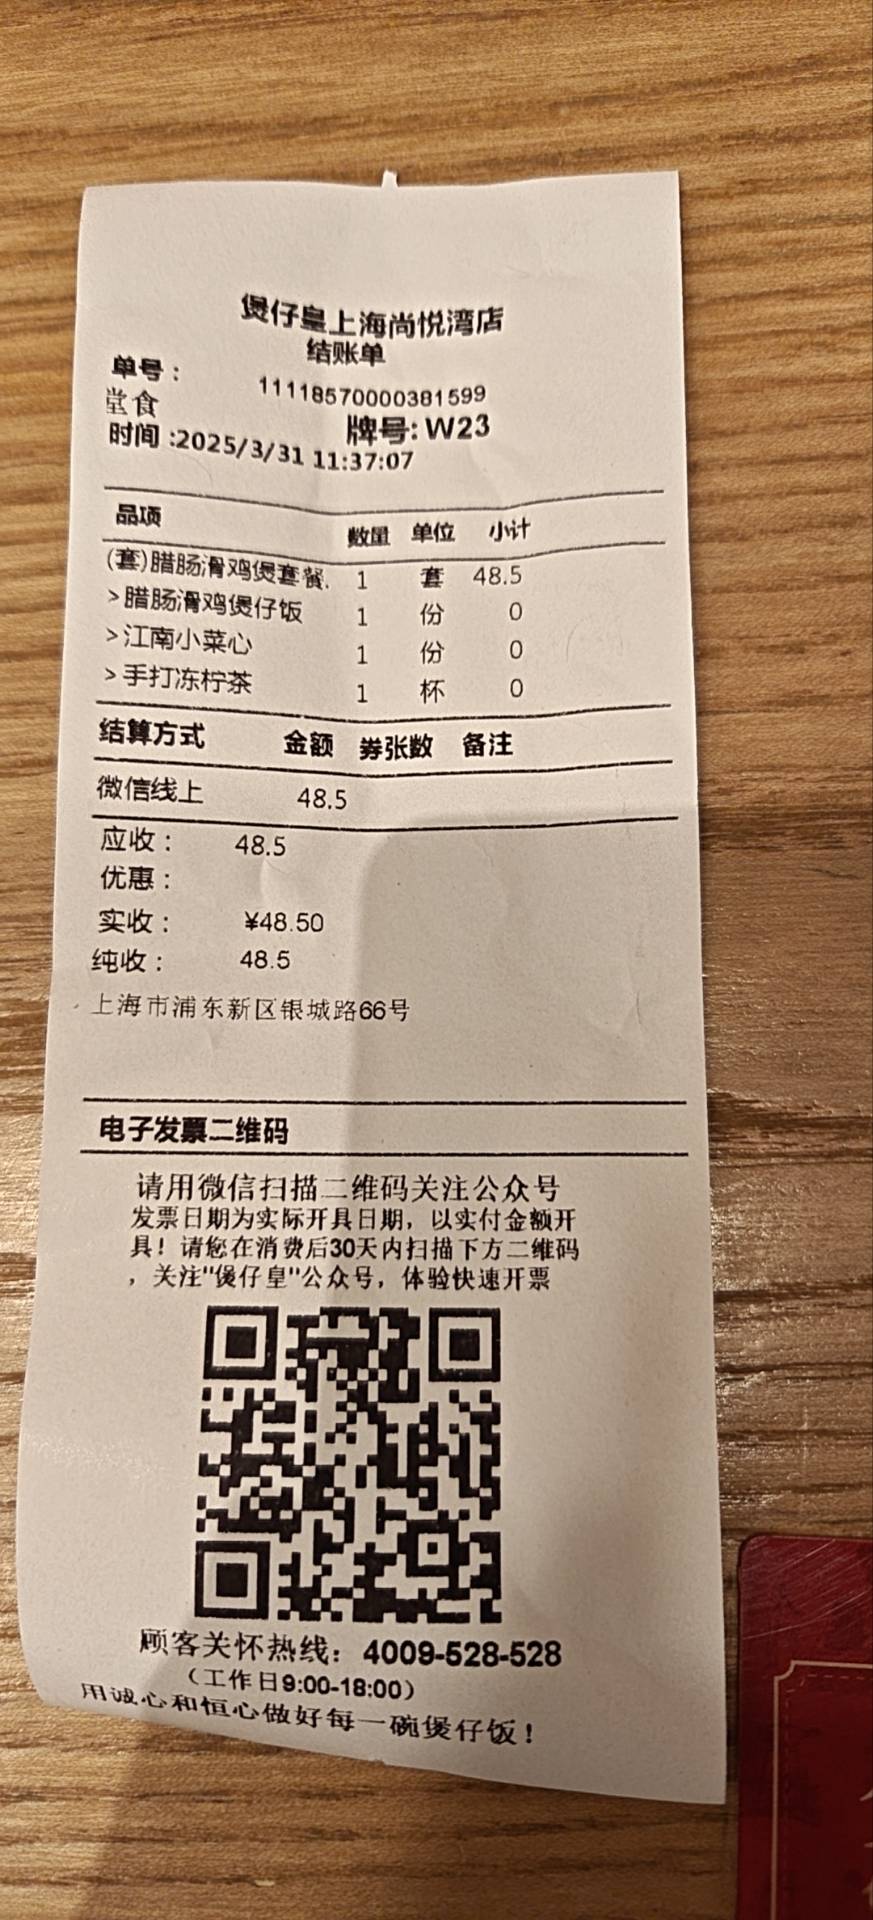 煲仔皇上海尚悦湾店
结账单
单号： 11118570000381599
堂食 牌号: W23
时间 :2025/3/31 11:37:07
品项 数量 单位 小计
(套)腊肠滑鸡煲套餐. 1 套 48.5
>腊肠滑鸡煲仔饭 1 份 0
>江南小菜心 1 份 0
>手打冻柠茶 1 杯 0
结算方式 金额 券张数 备注
微信线上 48.5
应收： 48.5
优惠：
实收： ¥48.50
纯收： 48.5
上海市浦东新区银城路66号
电子发票二维码
请用微信扫描二维码关注公众号
发票日期为实际开具日期，以实付金额开
具！请您在消费后30天内扫描下方二维码
，关注"煲仔皇"公众号，体验快速开票
顾客关怀热线：4009-528-528
（工作日9:00-18:00）
用诚心和恒心做好每一碗煲仔饭！